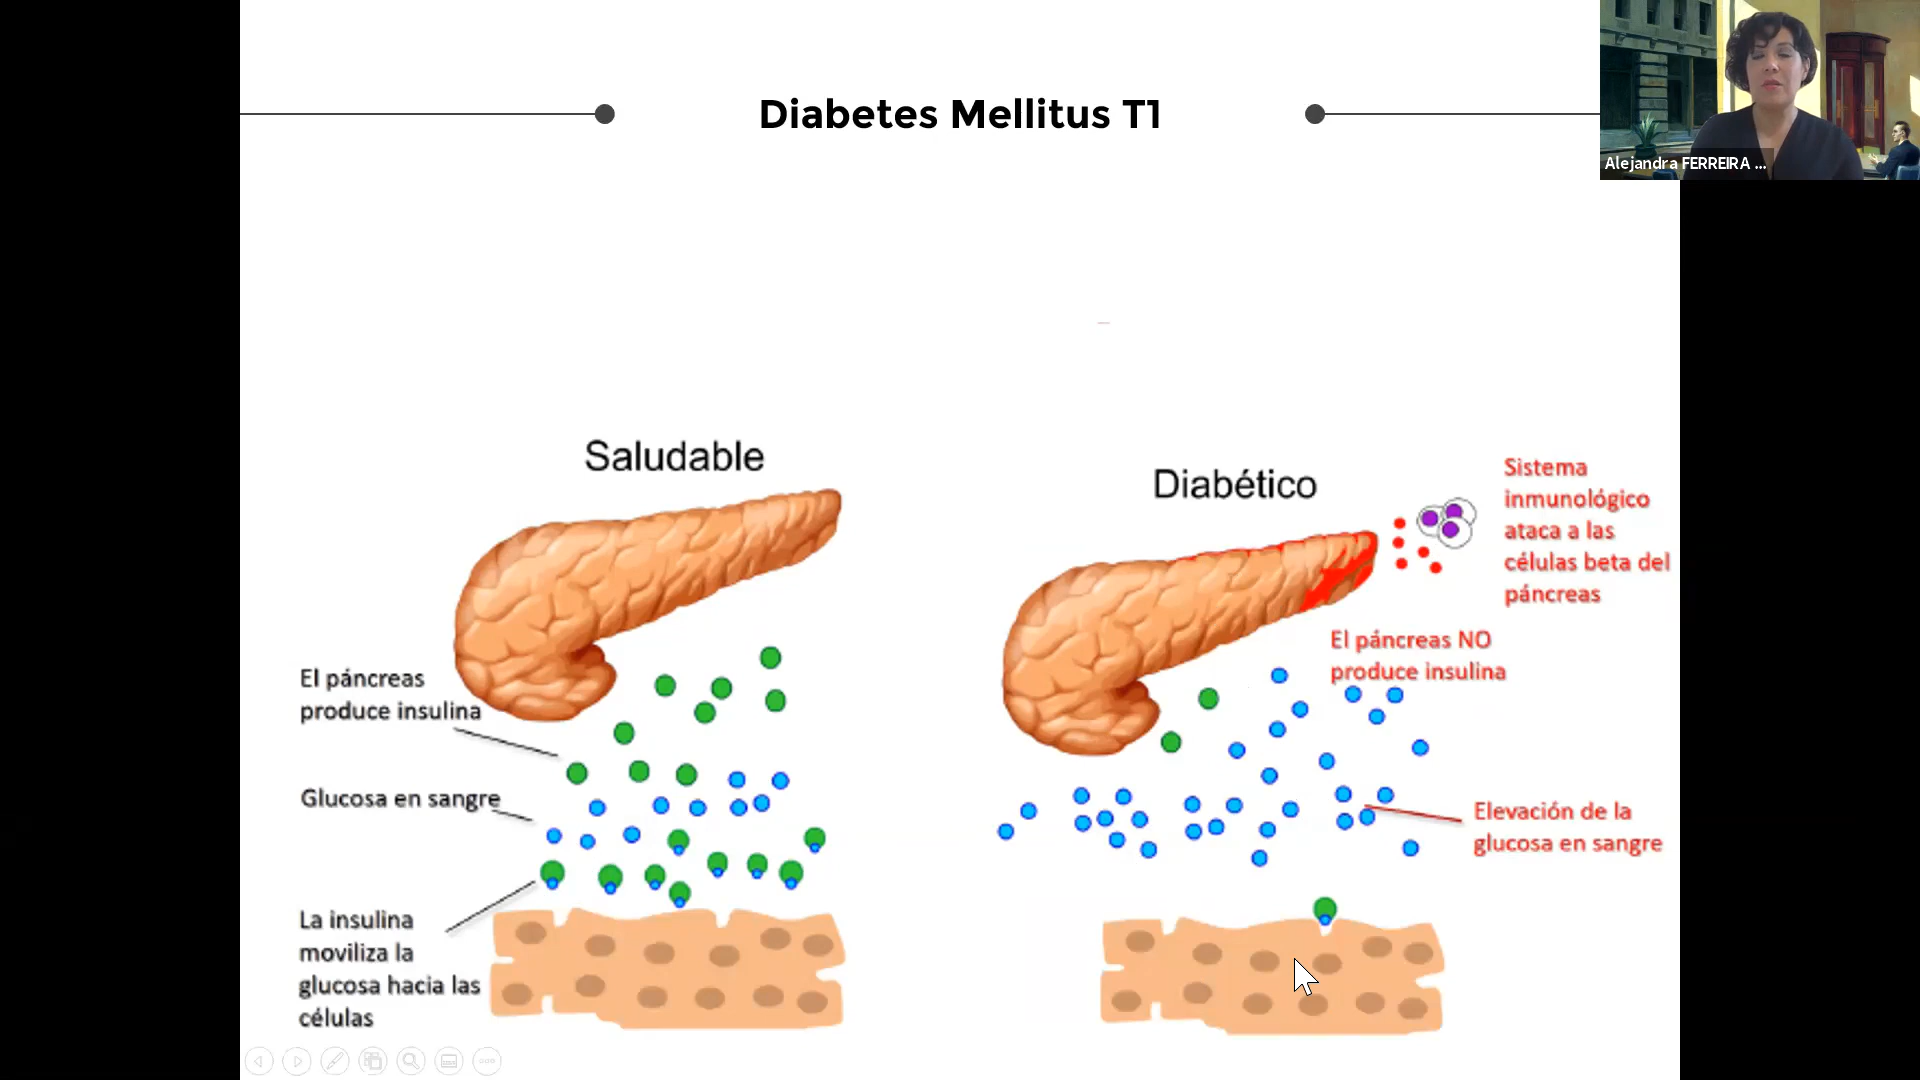 Diabetes Mellitus T1
Alejandra FERREIRA ...
Saludable
El páncreas
produce insulina
Glucosa en sangre
La insulina
moviliza la
glucosa hacia las
células
Diabético
Sistema
inmunológico
ataca a las
células beta del
páncreas
El páncreas NO
produce insulina
Elevación de la
glucosa en sangre